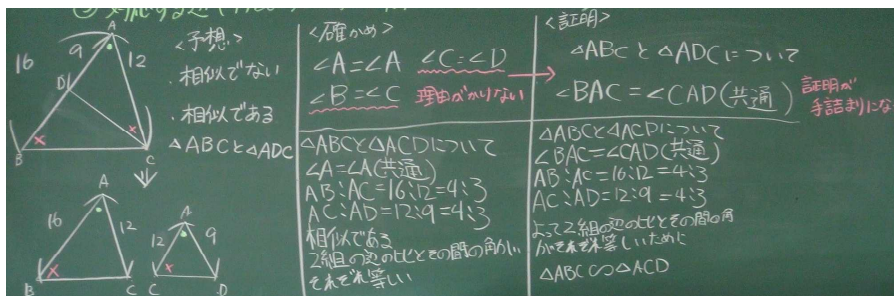 A
16
9
12
D
B
C
A
16
12
B
C
A
12
9
C
D
<予想>
・相似でない
・相似である
△ABCと△ADC
<確かめ>
∠A=∠A ∠C=∠D
∠B=∠C 理由がかりない
△ABCと△ACDについて
∠A=∠A(共通)
AB:AC=16:12=4:3
AC:AD=12:9=4:3
相似である
2組の辺の比とその間の角がい
それぞれ等しい
<証明>
△ABCと△ADCについて
∠BAC=∠CAD(共通)
証明が
手詰まりにな
△ABCと△ACDについて
∠BAC=∠CAD(共通)
AB:AC=16:12=4:3
AC:AD=12:9=4:3
よって2組の辺の比とその間の角
がそれぞれ等しいために
△ABC∽△ACD